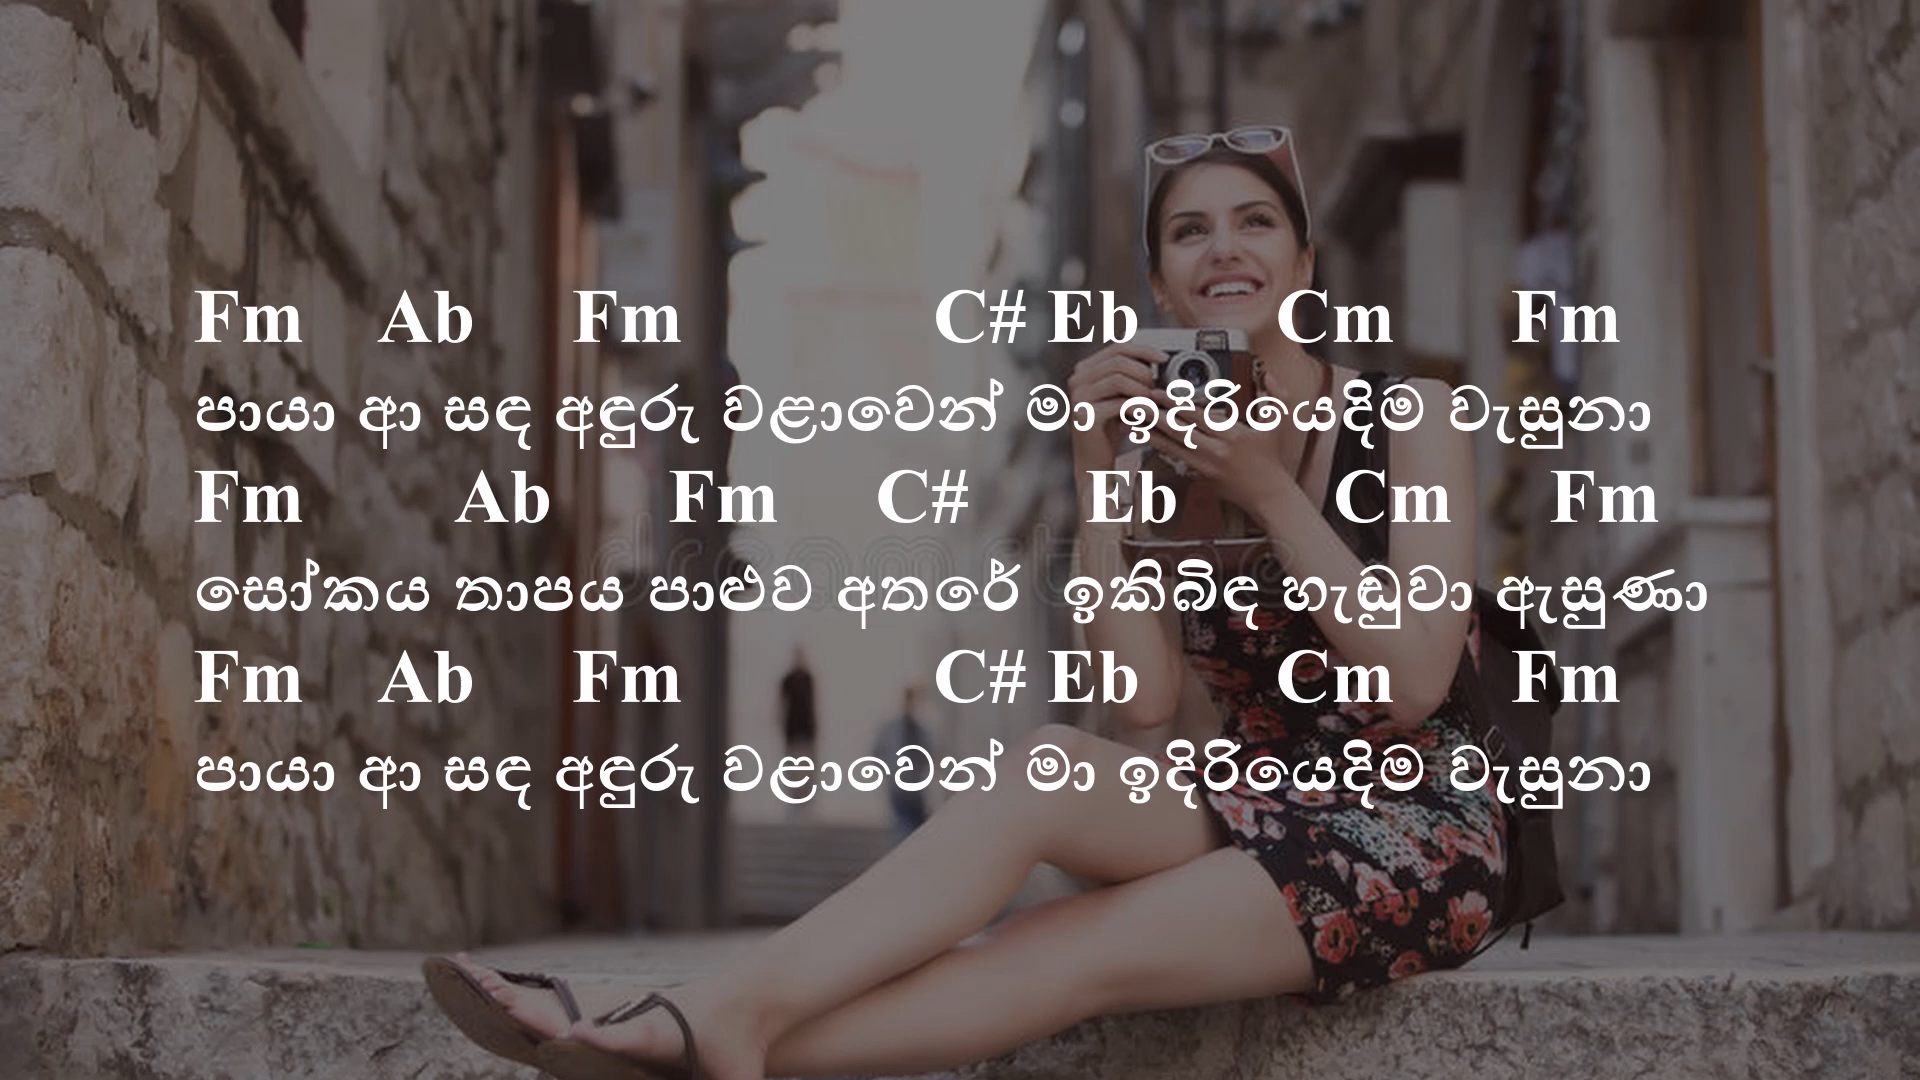 Fm Ab Fm C# Eb Cm Fm
පායා ආ සඳ අඳුරු වළාවෙන් මා ඉදිරියෙදිම වැසුනා
Fm Ab Fm C# Eb Cm Fm
සෝකය තාපය පාළුව අතරේ ඉකිබිඳ හැඬුවා ඇසුණා
Fm Ab Fm C# Eb Cm Fm
පායා ආ සඳ අඳුරු වළාවෙන් මා ඉදිරියෙදිම වැසුනා
dreamstime